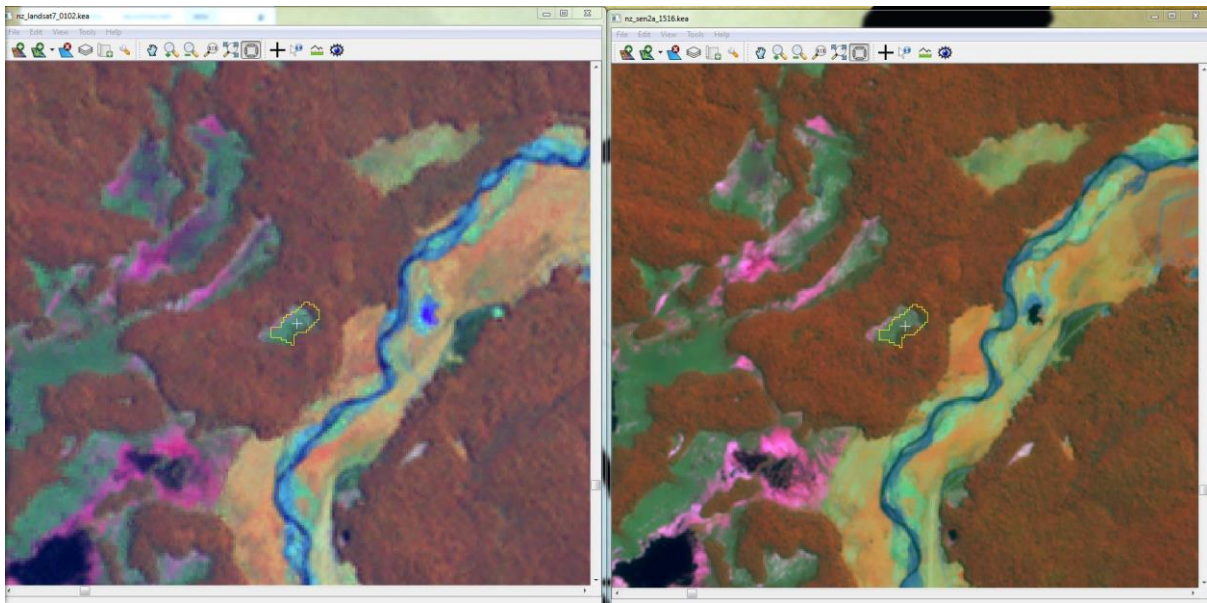 nz_landsat7_0102.kea
File Edit View Tools Help
nz_sen2a_1516.kea
File Edit View Tools Help